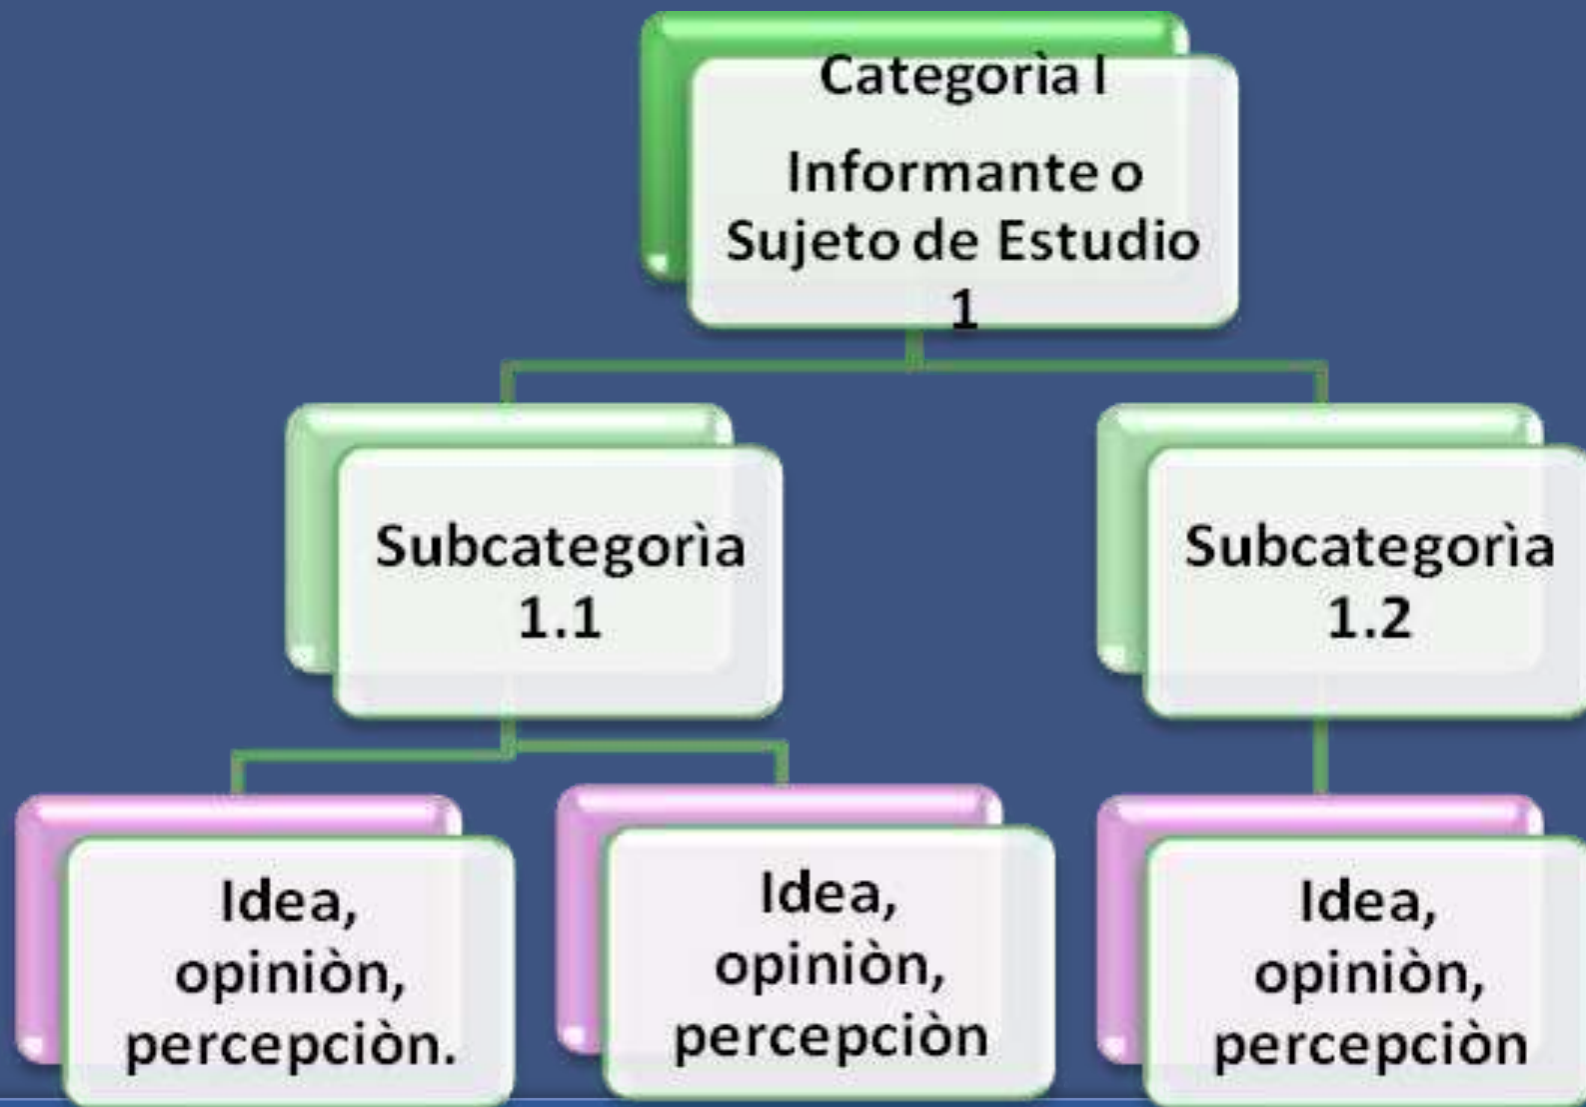 Categorìa I
Informante o
Sujeto de Estudio
1
Subcategorìa
1.1
Subcategorìa
1.2
Idea,
opiniòn,
percepciòn.
Idea,
opiniòn,
percepciòn
Idea,
opiniòn,
percepciòn